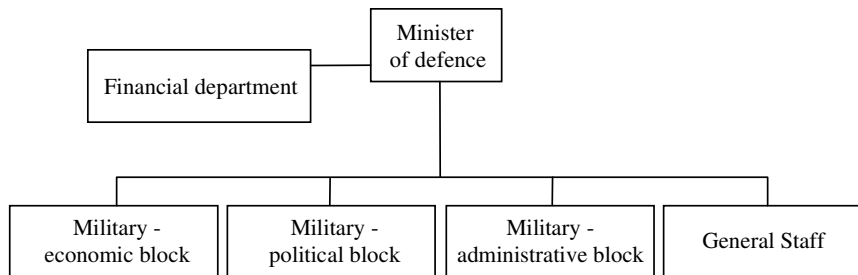 Minister
of defence
Financial department
Military -
economic block
Military -
political block
Military -
administrative block
General Staff